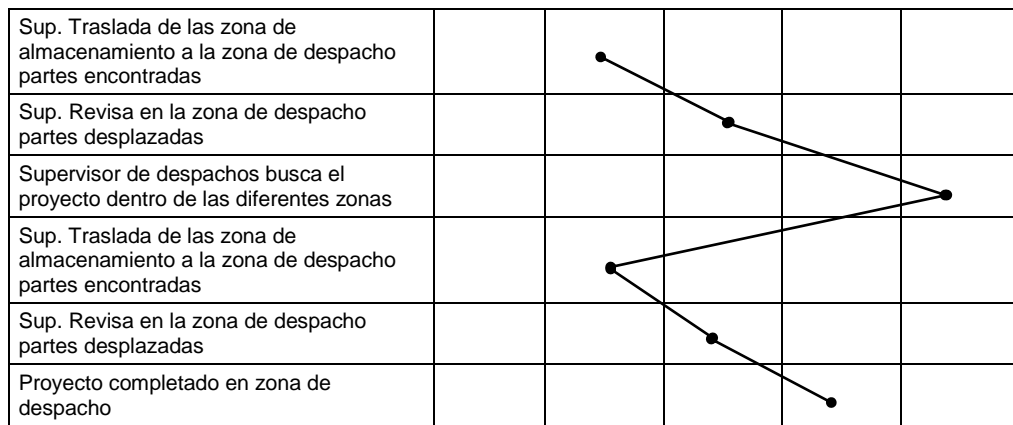 Sup. Traslada de las zona de
almacenamiento a la zona de despacho
partes encontradas
Sup. Revisa en la zona de despacho
partes desplazadas
Supervisor de despachos busca el
proyecto dentro de las diferentes zonas
Sup. Traslada de las zona de
almacenamiento a la zona de despacho
partes encontradas
Sup. Revisa en la zona de despacho
partes desplazadas
Proyecto completado en zona de
despacho